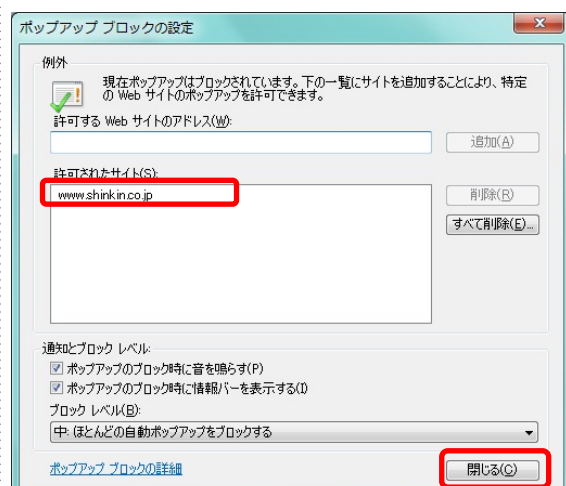 ポップアップ ブロックの設定
例外
現在ポップアップはブロックされています。下の一覧にサイトを追加することにより、特定
の Web サイトのポップアップを許可できます。
許可する Web サイトのアドレス(W):
追加(A)
許可されたサイト(S):
www.shinkin.co.jp
削除(R)
すべて削除(E)...
通知とブロック レベル:
ポップアップのブロック時に音を鳴らす(P)
ポップアップのブロック時に情報バーを表示する(I)
ブロック レベル(B):
中: ほとんどの自動ポップアップをブロックする
ポップアップ ブロックの詳細
閉じる(C)